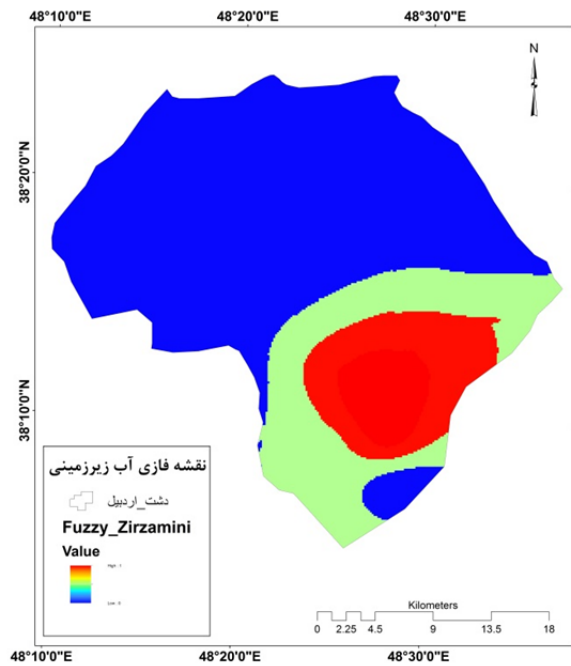 48°10'0"E 48°20'0"E 48°30'0"E
N
38°20'0"N
38°10'0"N
نقشه فازی آب زیرزمینی
دشت_اردبیل
Fuzzy_Zirzamini
Value
High : 1
Low : 0
Kilometers
0 2.25 4.5 9 13.5 18
48°10'0"E 48°20'0"E 48°30'0"E